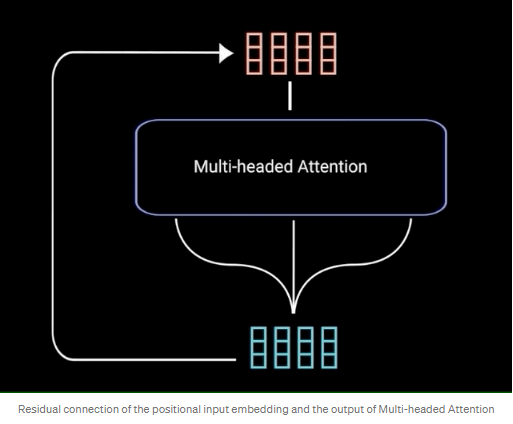 Multi-headed Attention
Residual connection of the positional input embedding and the output of Multi-headed Attention